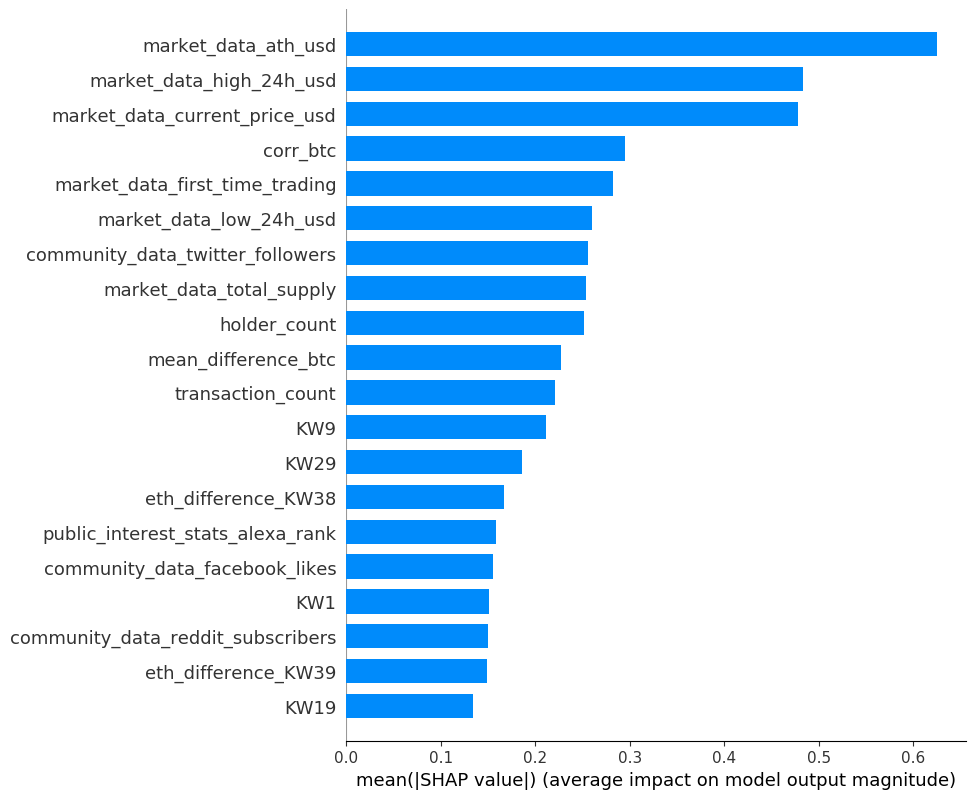 market_data_ath_usd
market_data_high_24h_usd
market_data_current_price_usd
corr_btc
market_data_first_time_trading
market_data_low_24h_usd
community_data_twitter_followers
market_data_total_supply
holder_count
mean_difference_btc
transaction_count
KW9
KW29
eth_difference_KW38
public_interest_stats_alexa_rank
community_data_facebook_likes
KW1
community_data_reddit_subscribers
eth_difference_KW39
KW19
0.0 0.1 0.2 0.3 0.4 0.5 0.6
mean(|SHAP value|) (average impact on model output magnitude)